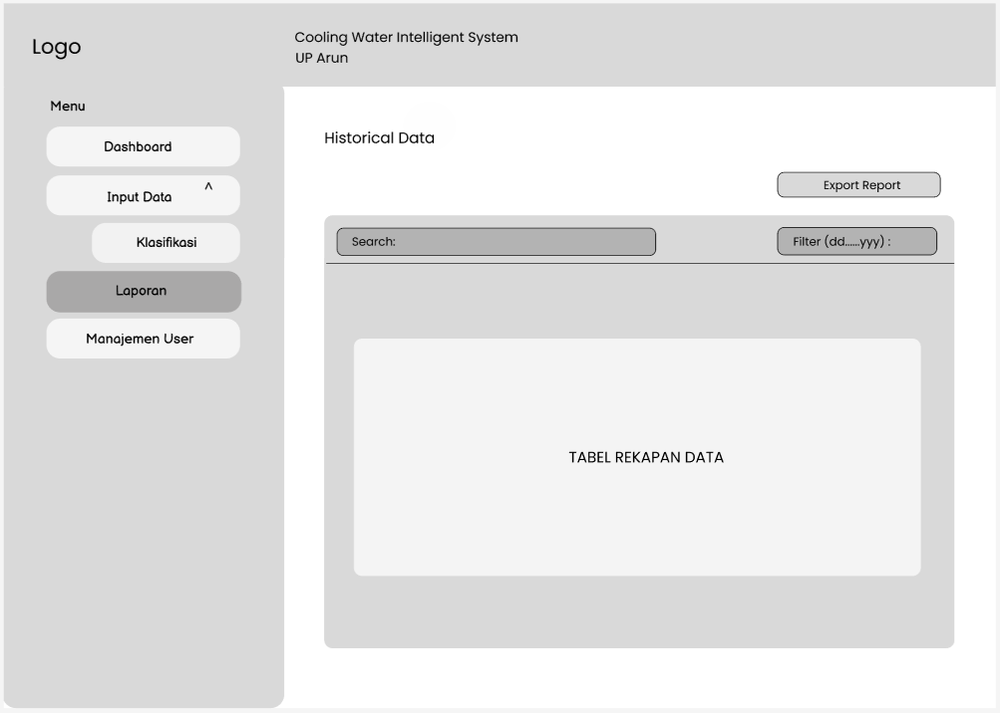 Logo
Cooling Water Intelligent System
UP Arun
Menu
Dashboard
Input Data ^
Klasifikasi
Laporan
Manajemen User
Historical Data
Export Report
Search:
Filter (dd......yyy) :
TABEL REKAPAN DATA